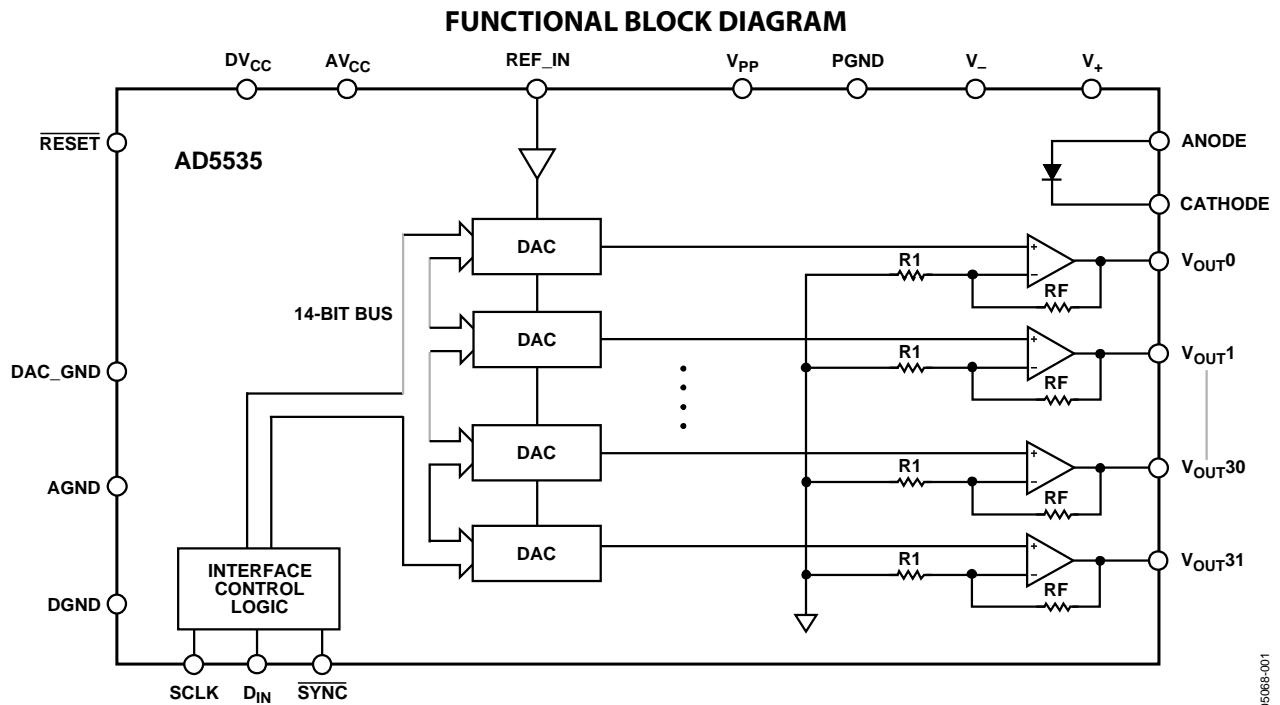 FUNCTIONAL BLOCK DIAGRAM
DVCC AVCC REF_IN VPP PGND V– V+
RESET
AD5535
ANODE
CATHODE
DAC
R1
+
–
RF
VOUT0
14-BIT BUS
DAC
R1
+
–
RF
VOUT1
DAC_GND
DAC
R1
+
–
RF
VOUT30
AGND
DAC
R1
+
–
RF
VOUT31
INTERFACE
CONTROL
LOGIC
DGND
SCLK DIN SYNC
05068-001